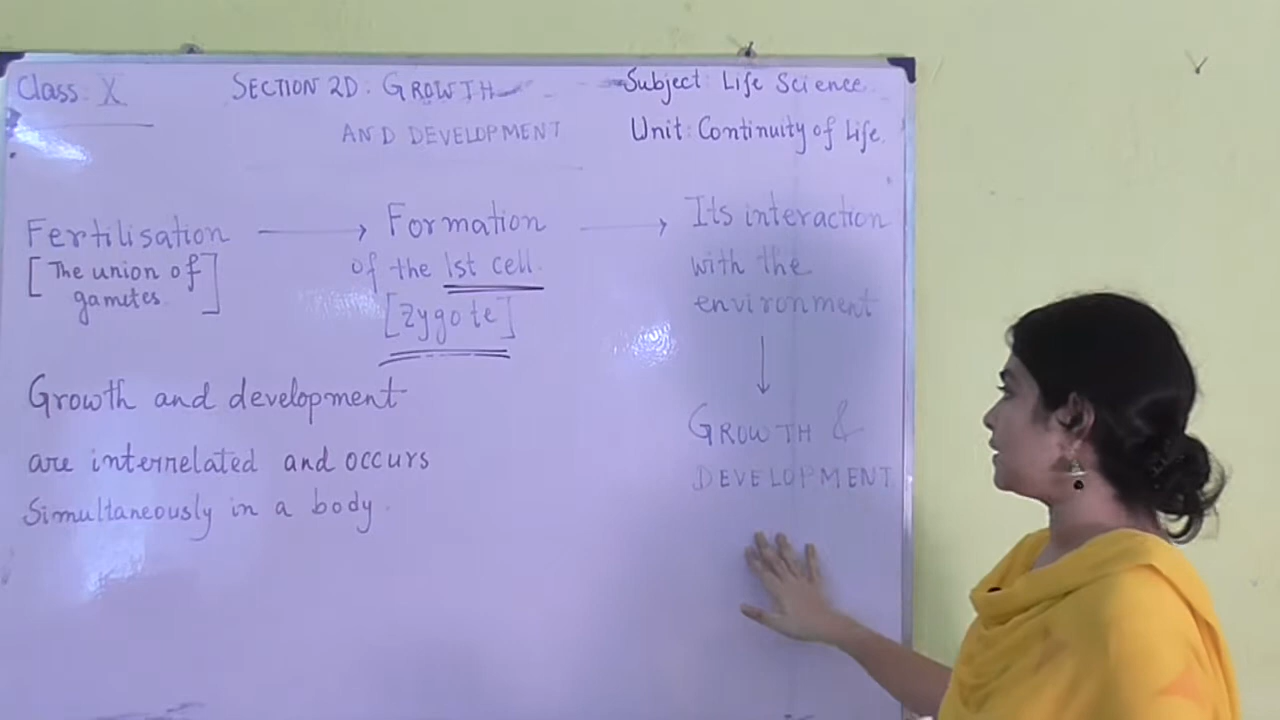 Class: X
SECTION 2D: GROWTH
AND DEVELOPMENT
Subject: Life Science
Unit: Continuity of Life.
Fertilisation
[The union of
gametes]
Formation
of the 1st cell.
[Zygote]
Its interaction
with the
environment
GROWTH &
DEVELOPMENT
Growth and development
are interrelated and occurs
Simultaneously in a body.